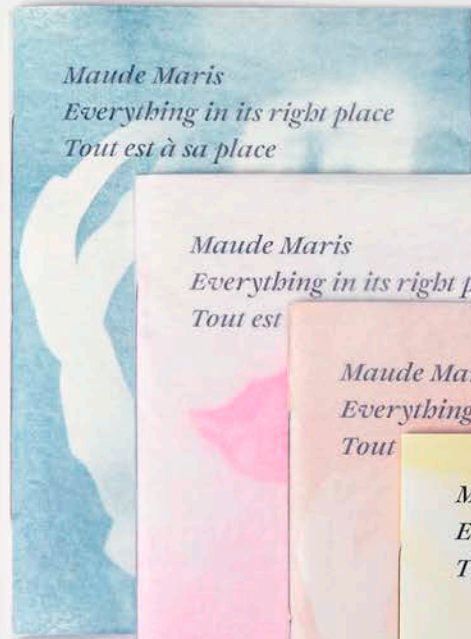 Maude Maris
Everything in its right place
Tout est à sa place
Maude Maris
Everything in its right
Tout est
Maude
Everything
Tout
M
E
T